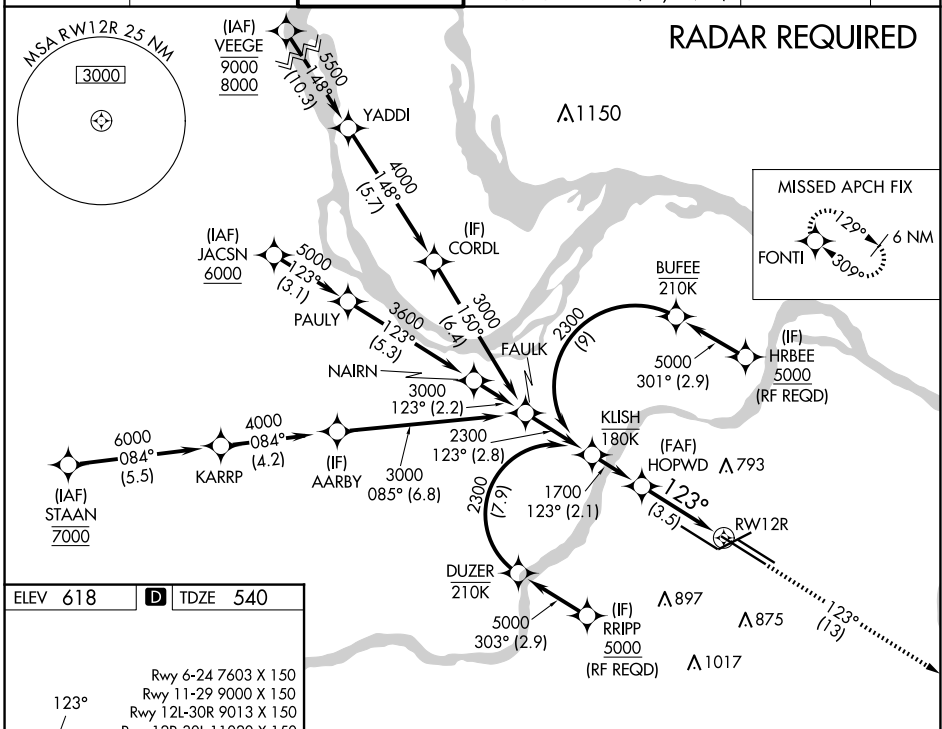 RADAR REQUIRED
MSA RW12R 25 NM
3000
(IAF)
VEEGE
9000
8000
5500
148°
(10.3)
YADDI
1150
4000
148°
(5.7)
(IF)
CORDL
MISSED APCH FIX
129°
6 NM
FONTI
309°
(IAF)
JACSN
6000
5000
123°
(3.1)
PAULY
3600
123°
(5.3)
3000
150°
(6.4)
BUFEE
210K
2300
(9)
5000
301° (2.9)
(IF)
HRBEE
5000
(RF REQD)
NAIRN
FAULK
3000
123° (2.2)
2300
123° (2.8)
KLISH
180K
(FAF)
HOPWD
793
6000
084°
(5.5)
4000
084°
(4.2)
KARRP
(IF)
AARBY
3000
085° (6.8)
(IAF)
STAAN
7000
1700
123° (2.1)
123°
(3.5)
RW12R
2300
(7.9)
DUZER
210K
5000
303° (2.9)
(IF)
RRIPP
5000
(RF REQD)
897
875
1017
123°
(13)
ELEV 618
D
TDZE 540
Rwy 6-24 7603 X 150
Rwy 11-29 9000 X 150
123°
Rwy 12L-30R 9013 X 150